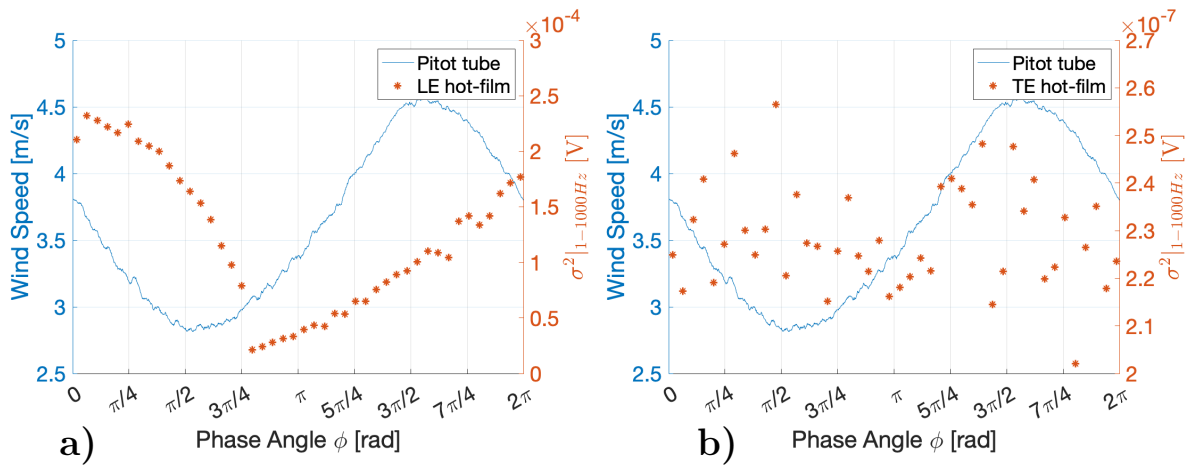 ×10⁻⁴
5
4.5
4
3.5
3
2.5
Wind Speed [m/s]
Pitot tube
LE hot-film
3
2.5
2
1.5
1
0.5
0
σ²|₁₋₁₀₀₀Hz [V]
0
π/4
π/2
3π/4
π
5π/4
3π/2
7π/4
2π
Phase Angle ϕ [rad]
a)
×10⁻⁷
5
4.5
4
3.5
3
2.5
Wind Speed [m/s]
Pitot tube
TE hot-film
2.7
2.6
2.5
2.4
2.3
2.2
2.1
2
σ²|₁₋₁₀₀₀Hz [V]
0
π/4
π/2
3π/4
π
5π/4
3π/2
7π/4
2π
Phase Angle ϕ [rad]
b)